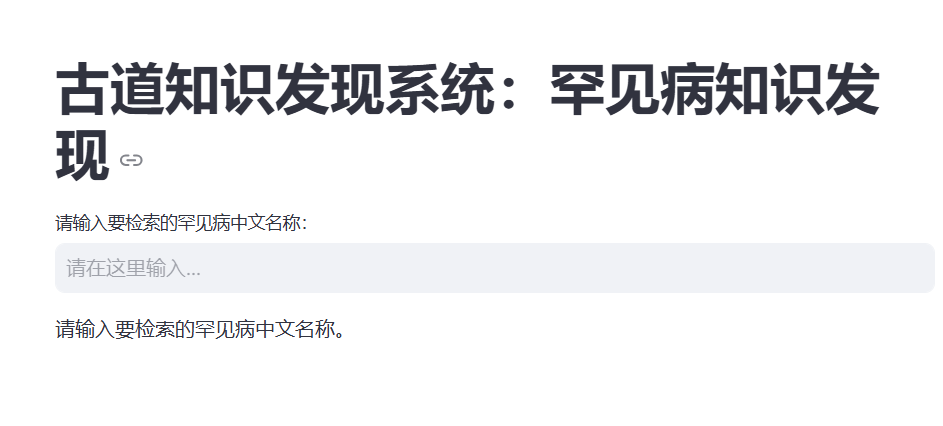 古道知识发现系统：罕见病知识发
现
请输入要检索的罕见病中文名称：
请在这里输入...
请输入要检索的罕见病中文名称。